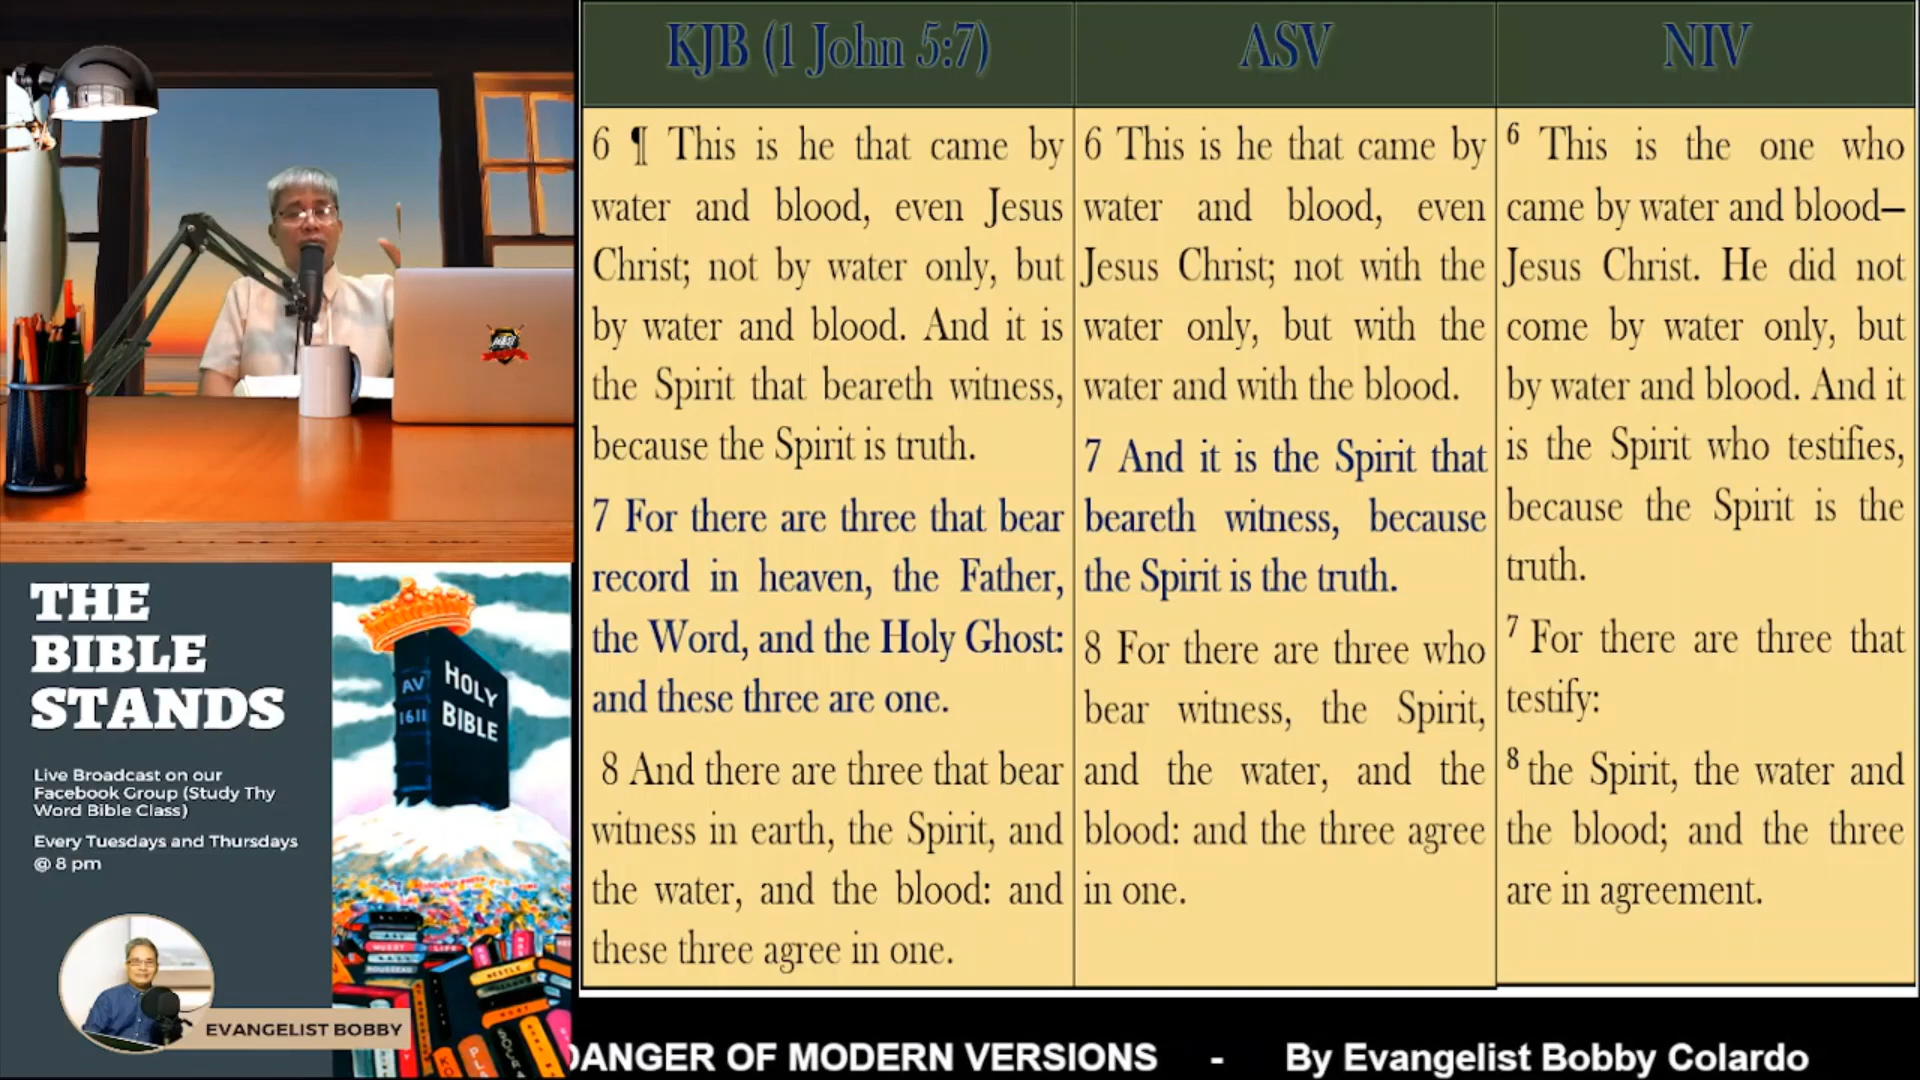 KJB (1 John 5:7)
6 ¶ This is he that came by
water and blood, even Jesus
Christ; not by water only, but
by water and blood. And it is
the Spirit that beareth witness,
because the Spirit is truth.
7 For there are three that bear
record in heaven, the Father,
the Word, and the Holy Ghost:
and these three are one.
8 And there are three that bear
witness in earth, the Spirit, and
the water, and the blood: and
these three agree in one.
ASV
6 This is he that came by
water and blood, even
Jesus Christ; not with the
water only, but with the
water and with the blood.
7 And it is the Spirit that
beareth witness, because
the Spirit is the truth.
8 For there are three who
bear witness, the Spirit,
and the water, and the
blood: and the three agree
in one.
NIV
6 This is the one who
came by water and blood—
Jesus Christ. He did not
come by water only, but
by water and blood. And it
is the Spirit who testifies,
because the Spirit is the
truth.
7 For there are three that
testify:
8 the Spirit, the water and
the blood; and the three
are in agreement.
THE
BIBLE
STANDS
Live Broadcast on our
Facebook Group (Study Thy
Word Bible Class)
Every Tuesdays and Thursdays
@ 8 pm
EVANGELIST BOBBY
AV
1611
HOLY
BIBLE
ROUSSEAU
NESTLE
DANGER OF MODERN VERSIONS - By Evangelist Bobby Colardo